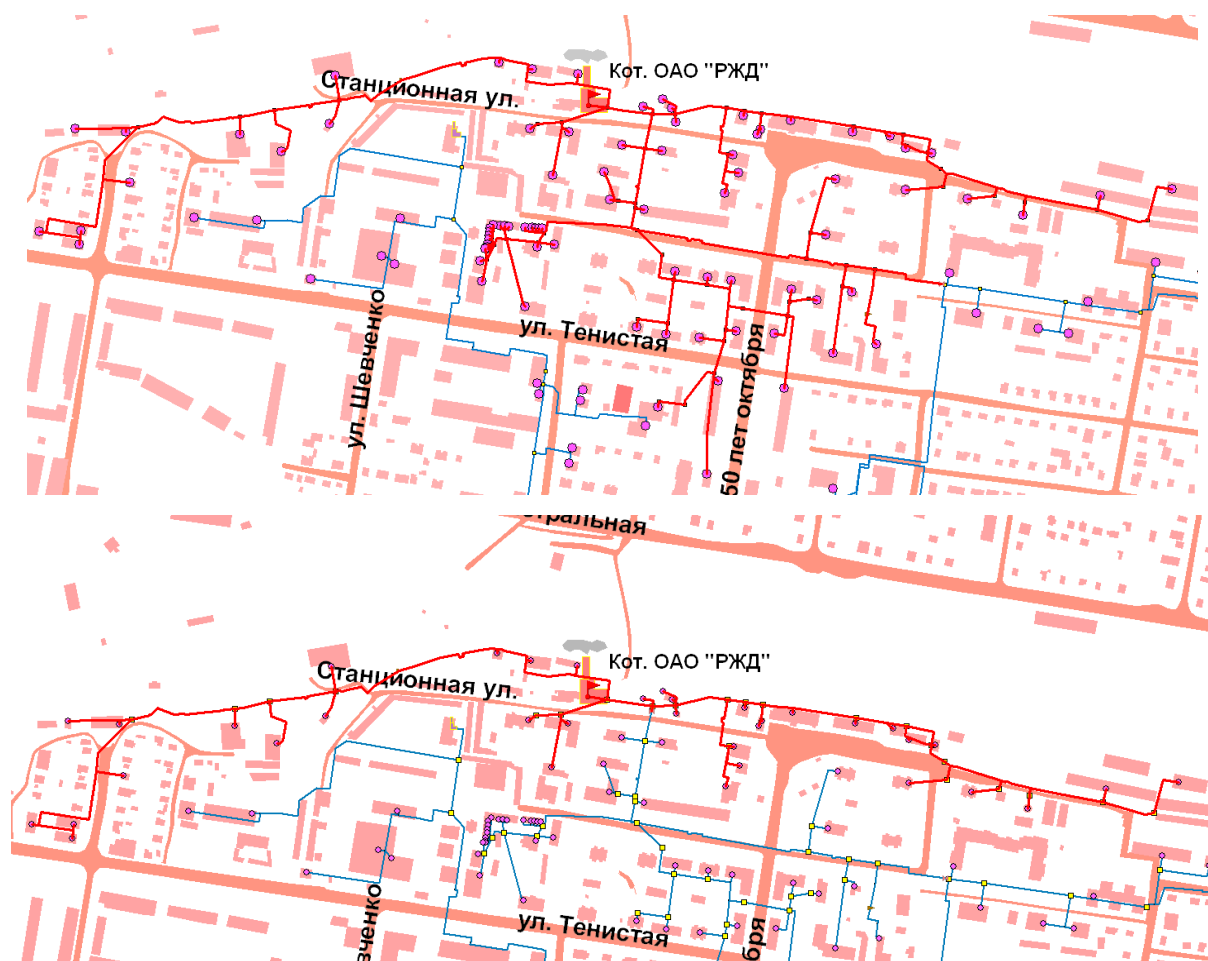 Кот. ОАО "РЖД"
Станционная ул.
ул. Тенистая
ул. Шевченко
50 лет октября
Кот. ОАО "РЖД"
Станционная ул.
ул. Тенистая